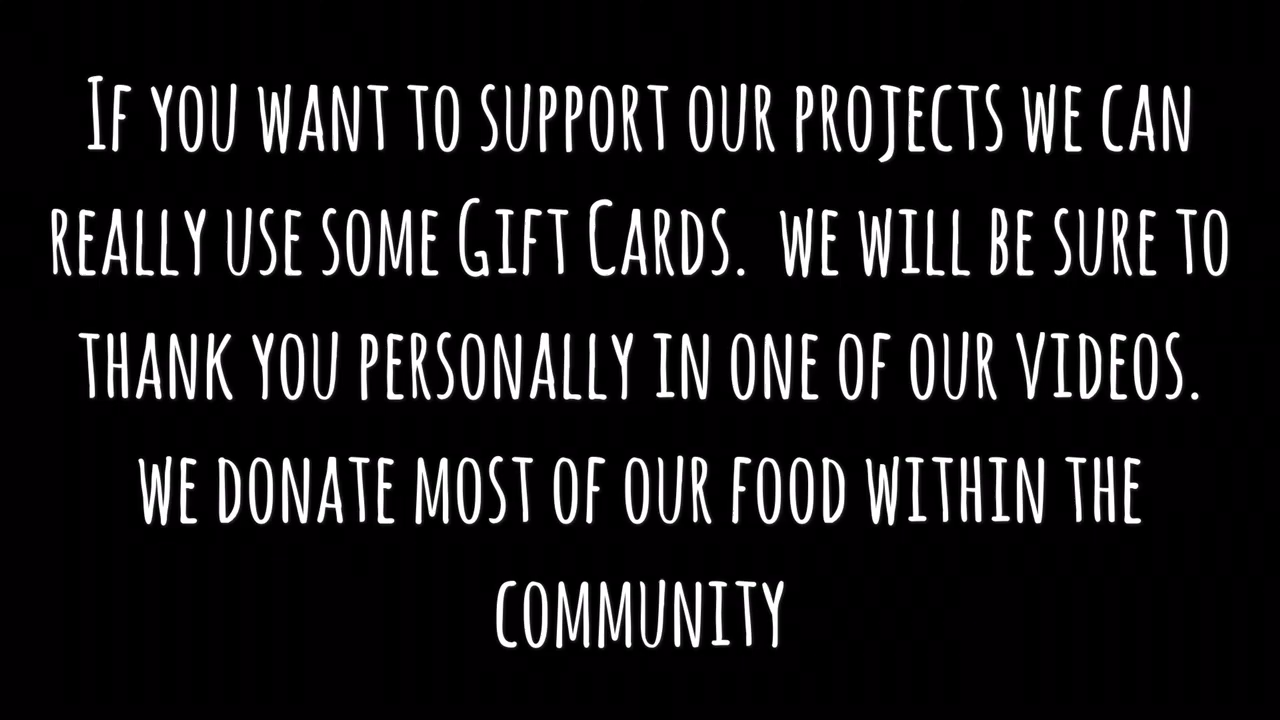 If you want to support our projects we can
really use some Gift Cards. we will be sure to
thank you personally in one of our videos.
we donate most of our food within the
community